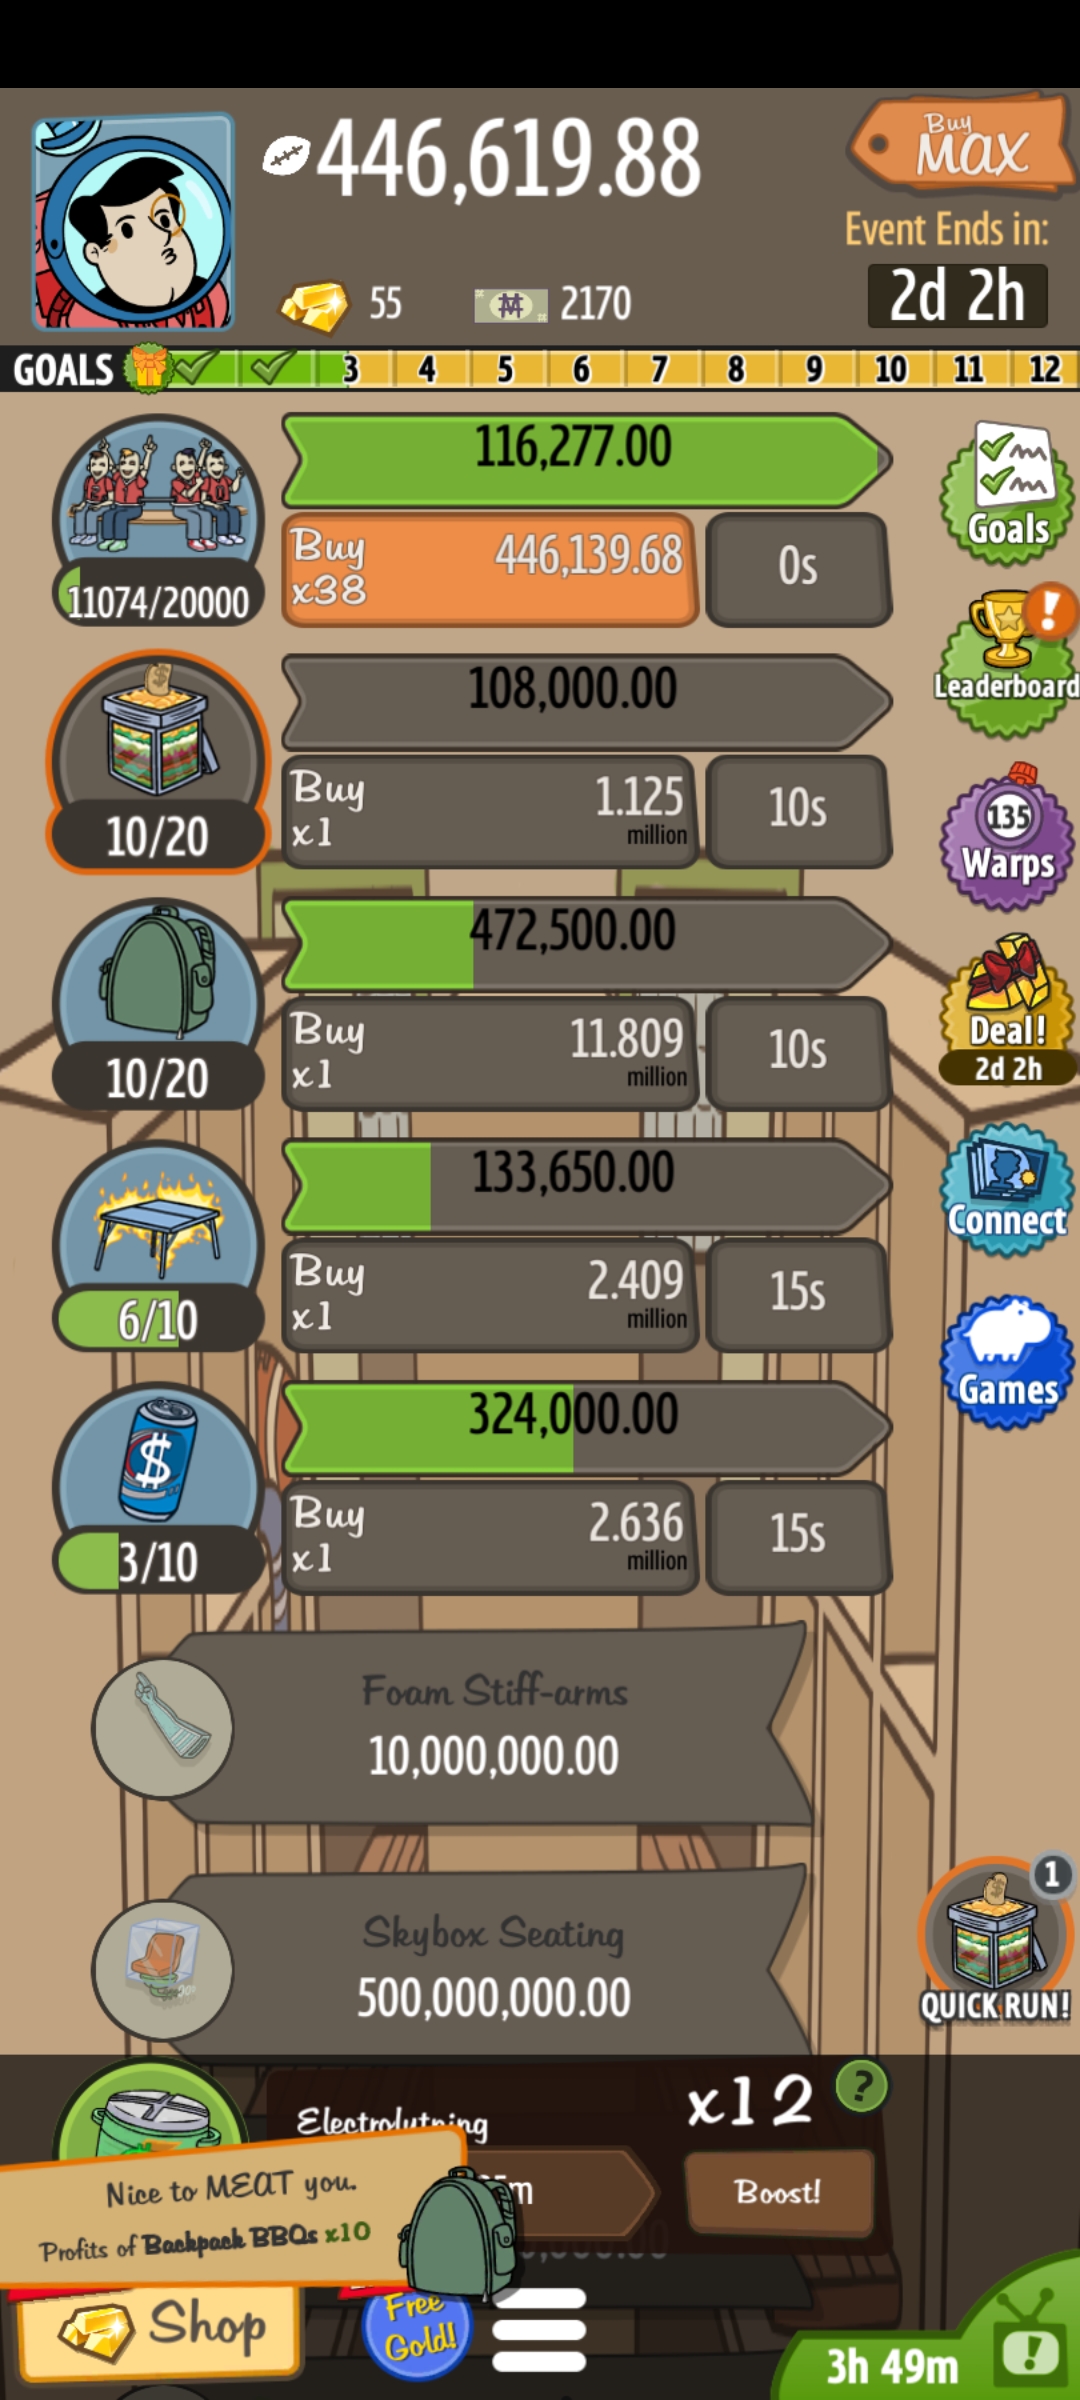 446,619.88
Buy
MAX
Event Ends in:
2d 2h
55
2170
GOALS 3 4 5 6 7 8 9 10 11 12
116,277.00
Buy
x38
446,139.68
0s
11074/20000
Goals
Leaderboard
108,000.00
Buy
x1
1.125
million
10s
10/20
135
Warps
472,500.00
Buy
x1
11.809
million
10s
10/20
Deal!
2d 2h
133,650.00
Buy
x1
2.409
million
15s
6/10
Connect
324,000.00
Buy
x1
2.636
million
15s
3/10
Games
Foam Stiff-arms
10,000,000.00
Skybox Seating
500,000,000.00
1
QUICK RUN!
x12
?
Boost!
Nice to MEAT you.
Profits of Backpack BBQs x10
Shop
Free
Gold!
3h 49m